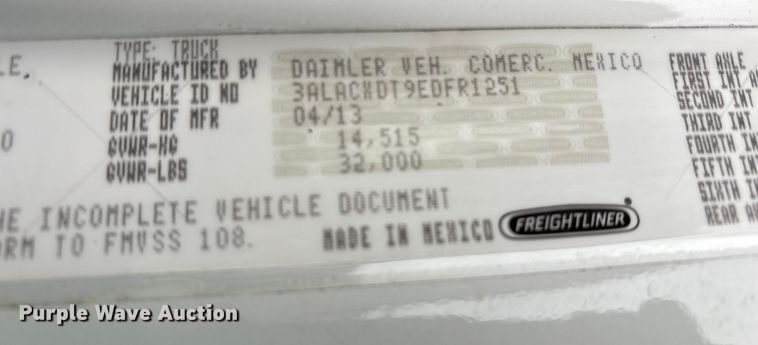 LE,
TYPE: TRUCK
MANUFACTURED BY DAIMLER VEH. COMERC. MEXICO
VEHICLE ID NO 3ALACXDT9EDFR1251
DATE OF MFR 04/13
0
GVWR-KG 14,515
GVWR-LBS 32,000
FRONT AXLE
FIRST INT A
SECOND INT
THIRD INT
FOURTH IN
FIFTH IN
SIXTH IN
REAR A
HE INCOMPLETE VEHICLE DOCUMENT
ORM TO FMVSS 108.
MADE IN MEXICO FREIGHTLINER®
Purple Wave Auction